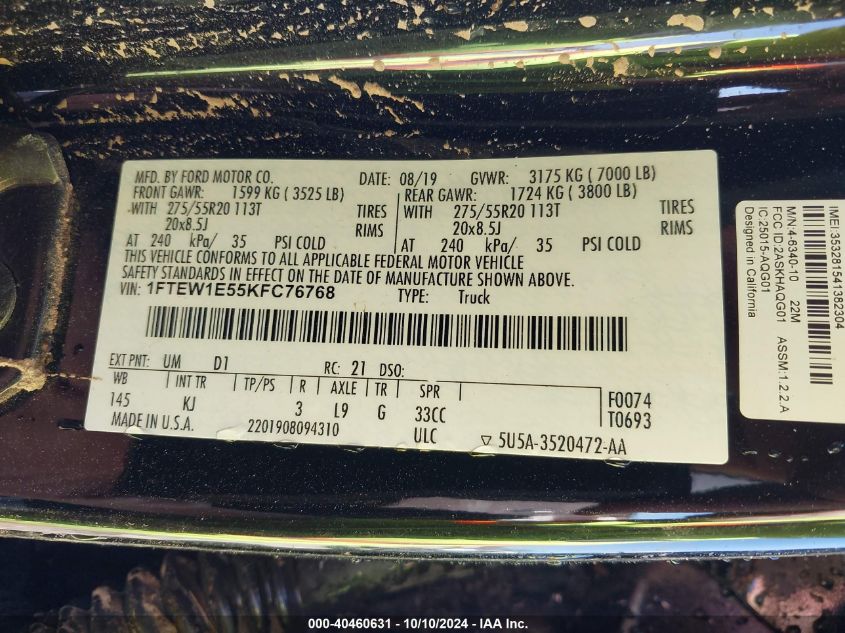 MFD. BY FORD MOTOR CO. DATE: 08/19 GVWR: 3175 KG ( 7000 LB)
FRONT GAWR: 1599 KG ( 3525 LB) REAR GAWR: 1724 KG ( 3800 LB)
WITH 275/55R20 113T TIRES WITH 275/55R20 113T TIRES
20x8.5J RIMS 20x8.5J RIMS
AT 240 kPa/ 35 PSI COLD AT 240 kPa/ 35 PSI COLD
THIS VEHICLE CONFORMS TO ALL APPLICABLE FEDERAL MOTOR VEHICLE
SAFETY AND THEFT PREVENTION STANDARDS IN EFFECT ON THE DATE OF MANUFACTURE SHOWN ABOVE.
VIN: 1FTEW1E55KFC76768 TYPE: Truck
EXT PNT: UM D1 RC: 21 DSO:
WB INT TR TP/PS R AXLE TR SPR
145 KJ 3 L9 G 33CC
F0074
T0693
MADE IN U.S.A. 2201908094310 ULC ▽ 5U5A-3520472-AA
IMEI:353281541382304
M/N:4-6340-10 22M
FCC ID:2ASKHAQG01 ASSM:1.2.2.A
IC:25015-AQG01
Designed in California
000-40460631 - 10/10/2024 - IAA Inc.